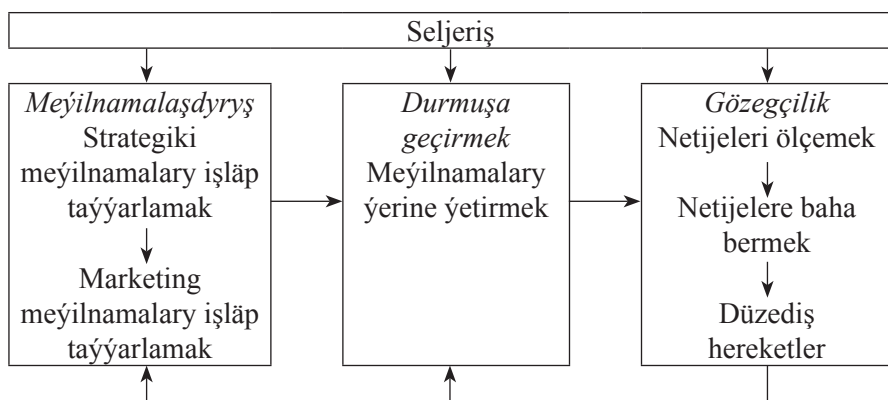 Seljeriş
Meýilnamalaşdyryş
Strategiki
meýilnamalary işläp
taýýarlamak
Marketing
meýilnamalary işläp
taýýarlamak
Durmuşa
geçirmek
Meýilnamalary
ýerine ýetirmek
Gözegçilik
Netijeleri ölçemek
Netijelere baha
bermek
Düzediş
hereketler